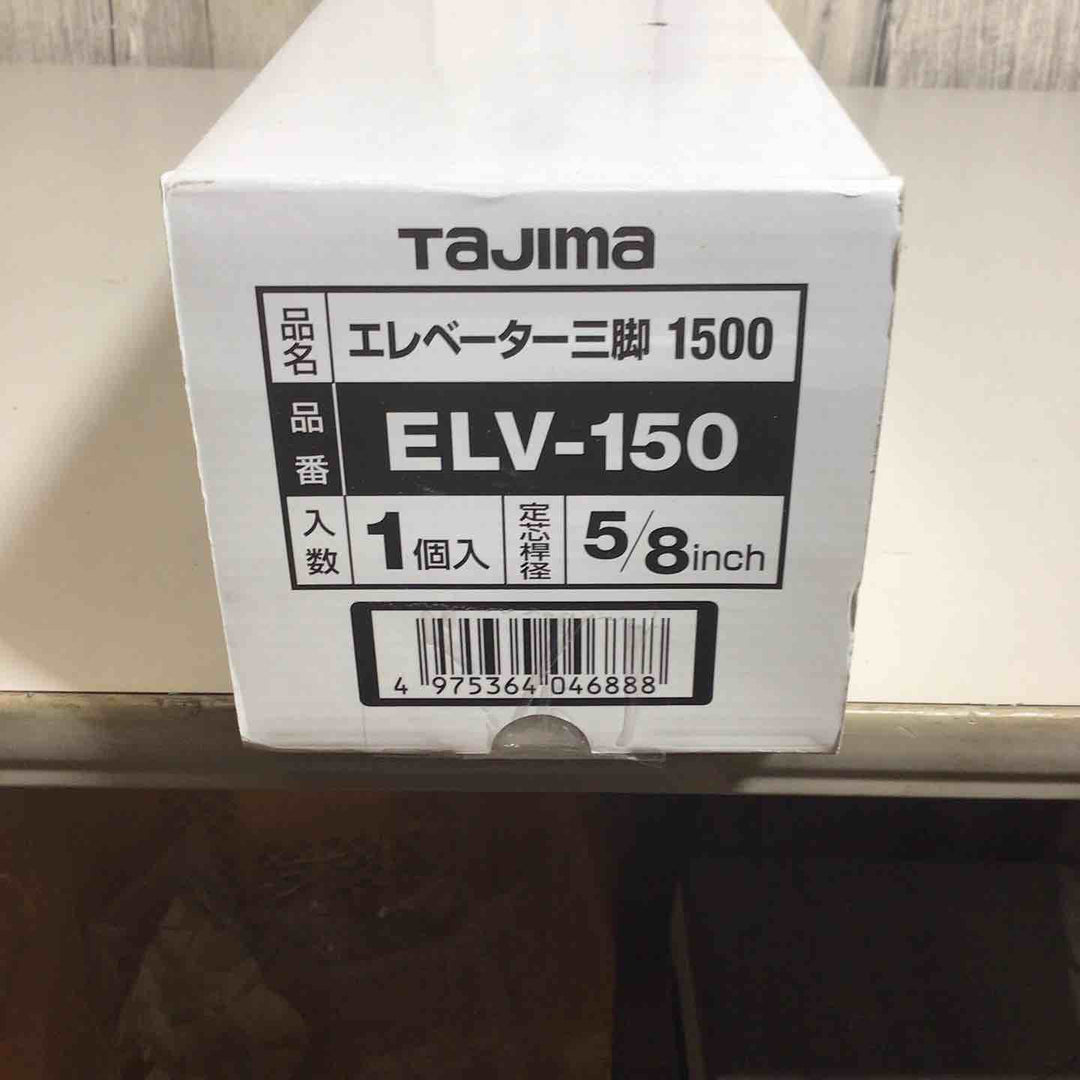 TAJIMA
品名 エレベーター三脚 1500
品番 ELV-150
入数 1個入 定芯桿径 5/8inch
4 975364 046888